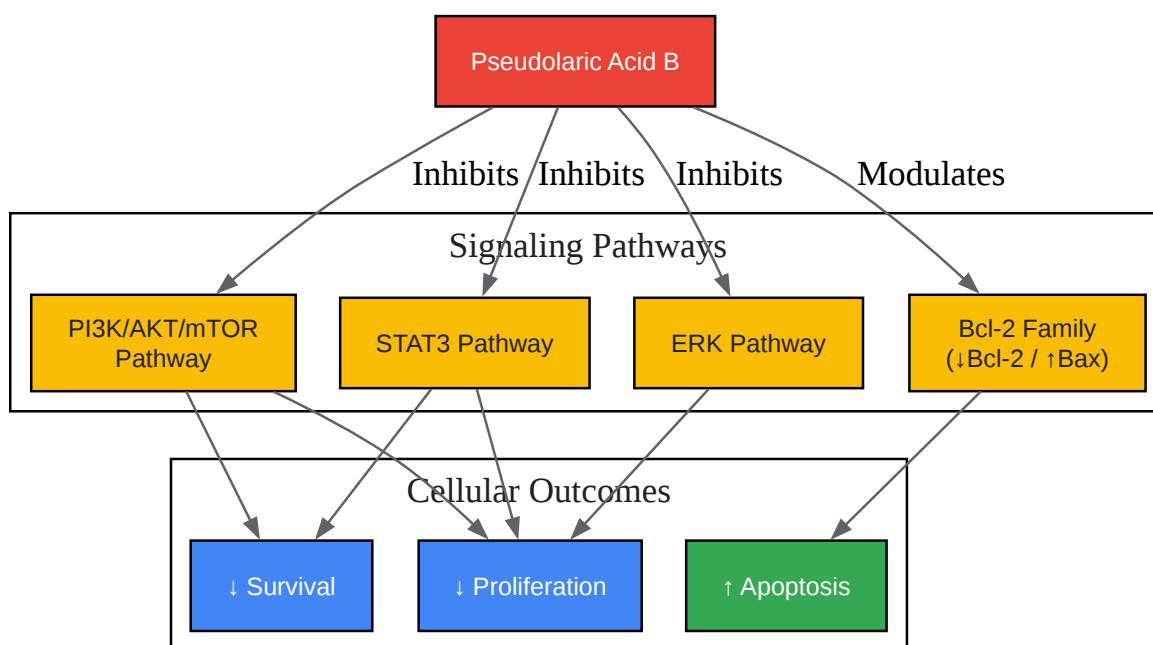 Pseudolaric Acid B
Inhibits Inhibits Inhibits Modulates
Signaling Pathways
PI3K/AKT/mTOR
Pathway
STAT3 Pathway
ERK Pathway
Bcl-2 Family
(↓Bcl-2 / ↑Bax)
Cellular Outcomes
↓ Survival
↓ Proliferation
↑ Apoptosis